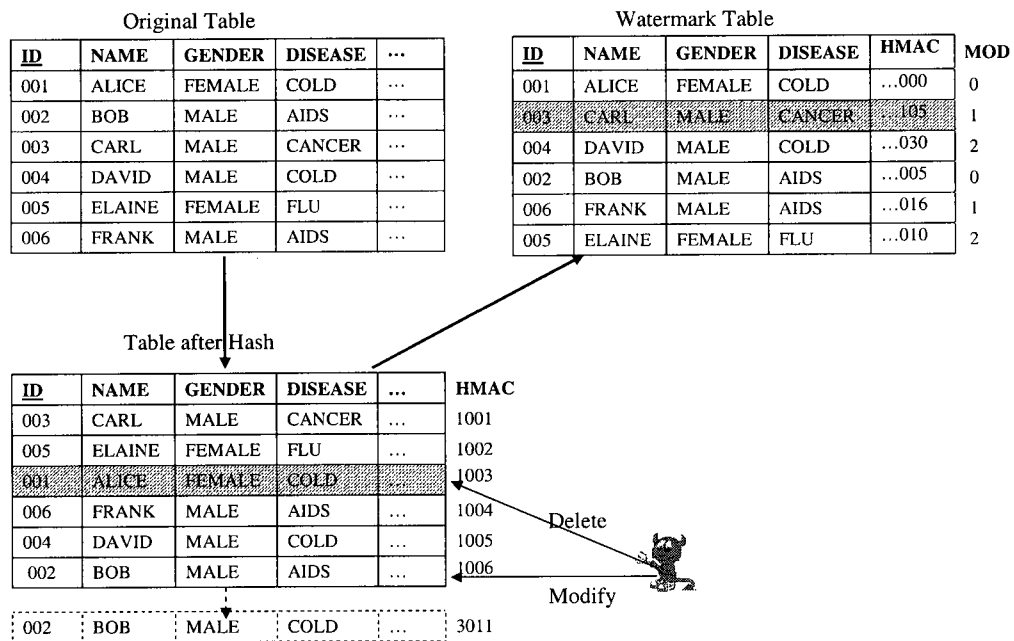 Original Table
ID NAME GENDER DISEASE ...
001 ALICE FEMALE COLD ...
002 BOB MALE AIDS ...
003 CARL MALE CANCER ...
004 DAVID MALE COLD ...
005 ELAINE FEMALE FLU ...
006 FRANK MALE AIDS ...
Watermark Table
ID NAME GENDER DISEASE HMAC MOD
001 ALICE FEMALE COLD ...000 0
003 CARL MALE CANCER ...105 1
004 DAVID MALE COLD ...030 2
002 BOB MALE AIDS ...005 0
006 FRANK MALE AIDS ...016 1
005 ELAINE FEMALE FLU ...010 2
Table after Hash
ID NAME GENDER DISEASE ... HMAC
003 CARL MALE CANCER ... 1001
005 ELAINE FEMALE FLU ... 1002
001 ALICE FEMALE COLD ... 1003
006 FRANK MALE AIDS ... 1004
004 DAVID MALE COLD ... 1005
002 BOB MALE AIDS ... 1006
Delete
Modify
002 BOB MALE COLD ... 3011